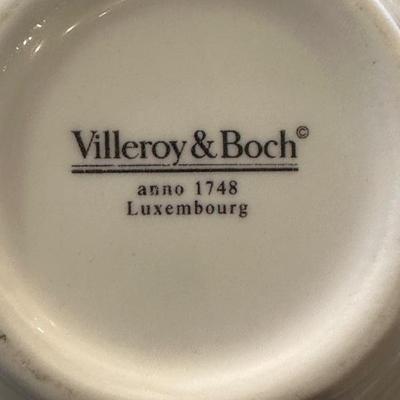 Villeroy & Boch©
anno 1748
Luxembourg